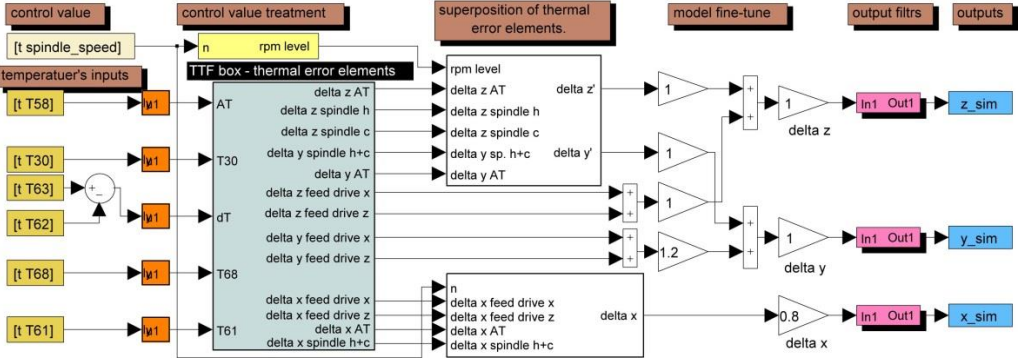 control value
control value treatment
superposition of thermal
error elements.
model fine-tune
output filtrs
outputs
[t spindle_speed]
n
rpm level
temperatuer's inputs
TTF box - thermal error elements
[t T58]
[t T30]
[t T63]
[t T62]
[t T68]
[t T61]
+
-
AT
T30
dT
T68
T61
delta z AT
delta z spindle h
delta z spindle c
delta y spindle h+c
delta y AT
delta z feed drive x
delta z feed drive z
delta y feed drive x
delta y feed drive z
delta x feed drive x
delta x feed drive z
delta x AT
delta x spindle h+c
rpm level
delta z AT
delta z spindle h
delta z spindle c
delta y sp. h+c
delta y AT
delta z'
delta y'
n
delta x feed drive x
delta x feed drive z
delta x AT
delta x spindle h+c
delta x
+
+
+
+
1
1
1
1.2
+
+
+
+
1
delta z
1
delta y
0.8
delta x
In1 Out1
In1 Out1
In1 Out1
z_sim
y_sim
x_sim